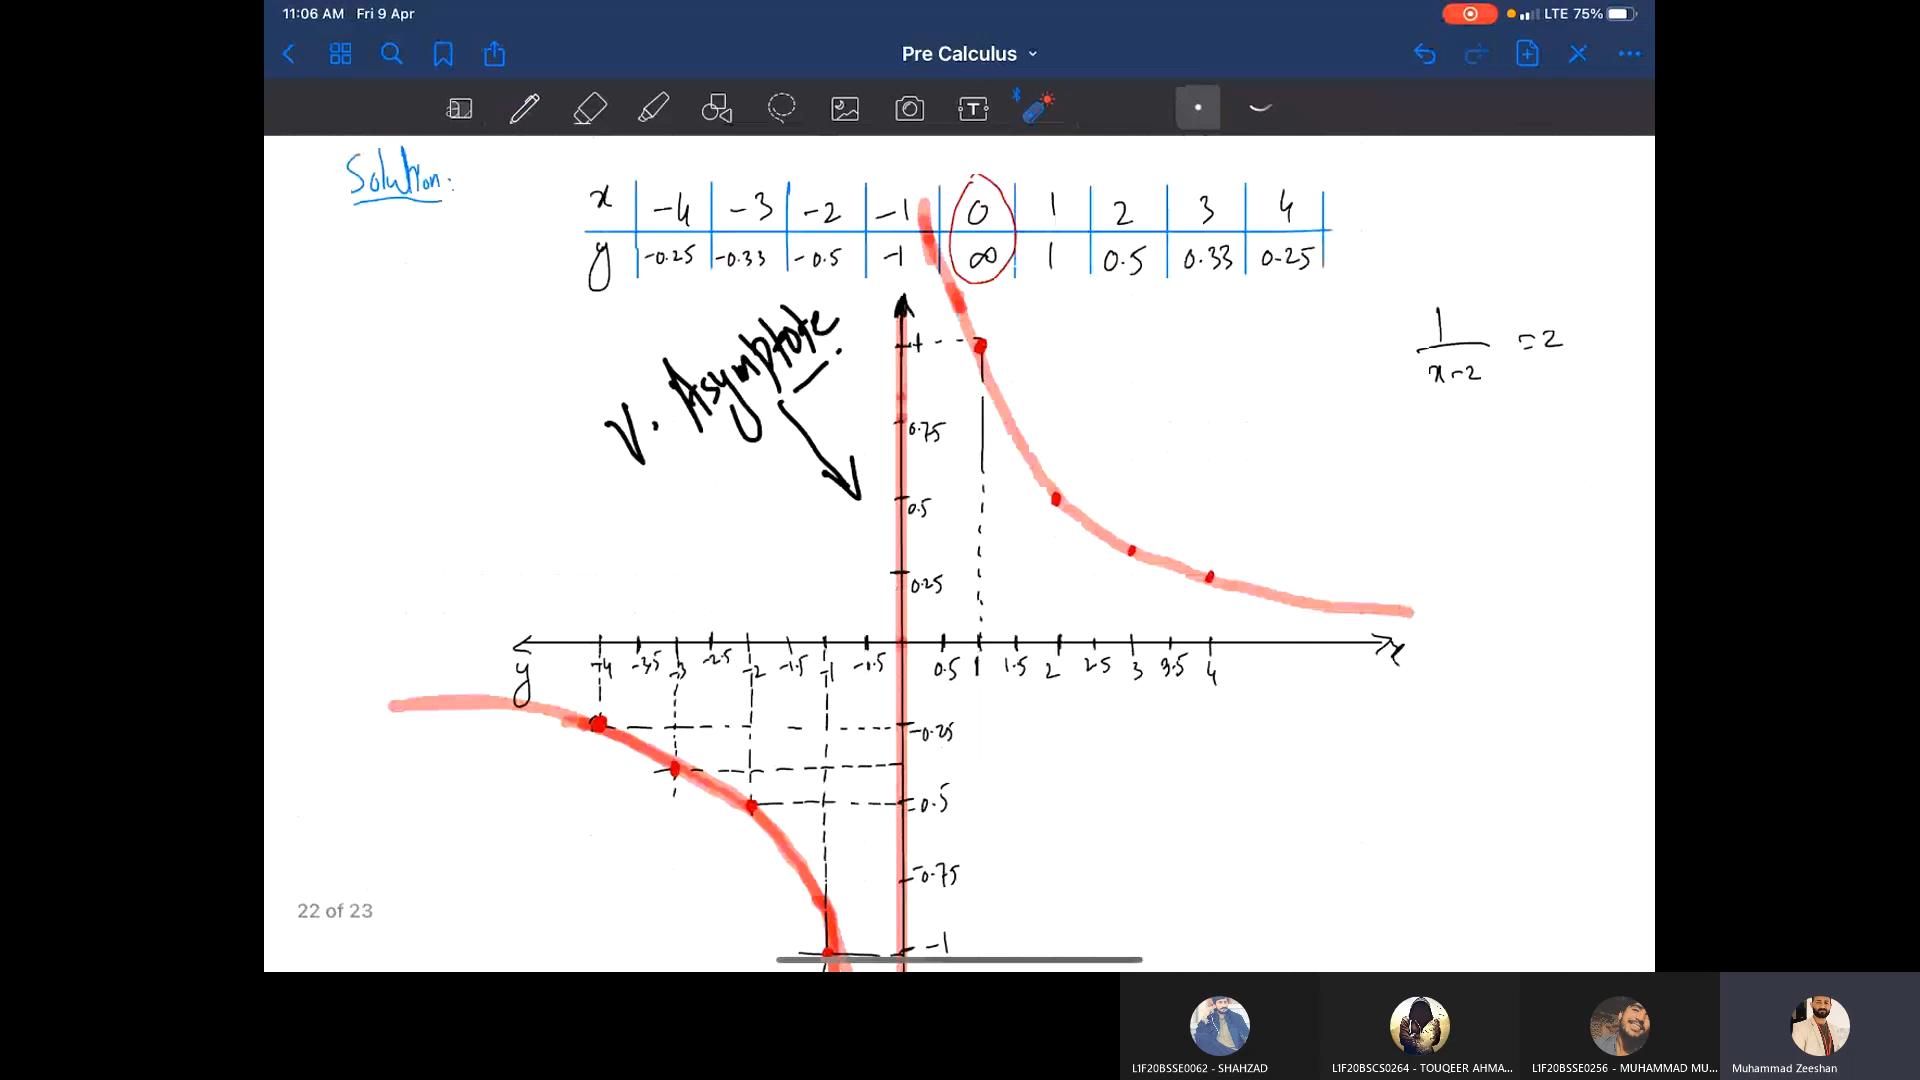 11:06 AM Fri 9 Apr
LTE 75%
Pre Calculus
T
Solution:
x -4 -3 -2 -1 0 1 2 3 4
y -0.25 -0.33 -0.5 -1 ∞ 1 0.5 0.33 0.25
V. Asymptote
1
x-2
=2
1
0.75
0.5
0.25
-4 -3.5 -3 -2.5 -2 -1.5 -1 -0.5 0.5 1 1.5 2 2.5 3 3.5 4
x
y
-0.25
-0.5
-0.75
-1
22 of 23
L1F20BSSE0062 - SHAHZAD
L1F20BSCS0264 - TOUQEER AHMA...
L1F20BSSE0256 - MUHAMMAD MU...
Muhammad Zeeshan